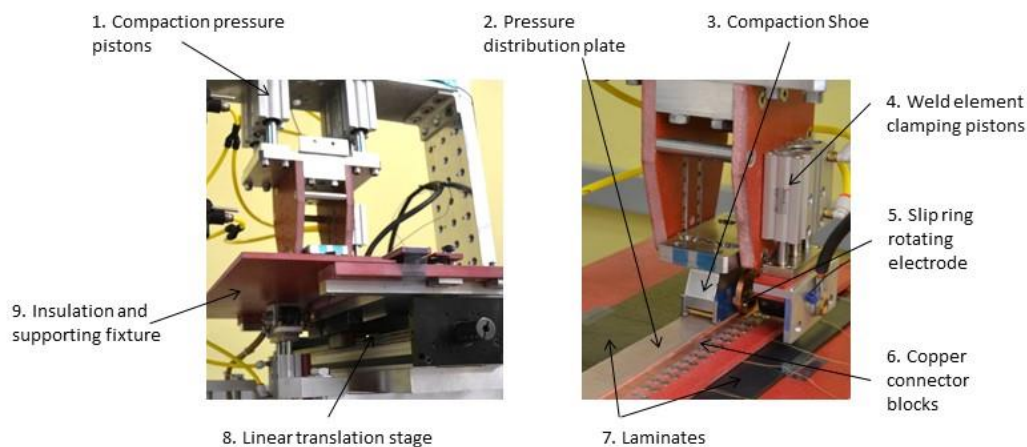 1. Compaction pressure
pistons
2. Pressure
distribution plate
3. Compaction Shoe
4. Weld element
clamping pistons
5. Slip ring
rotating
electrode
6. Copper
connector
blocks
7. Laminates
8. Linear translation stage
9. Insulation and
supporting fixture